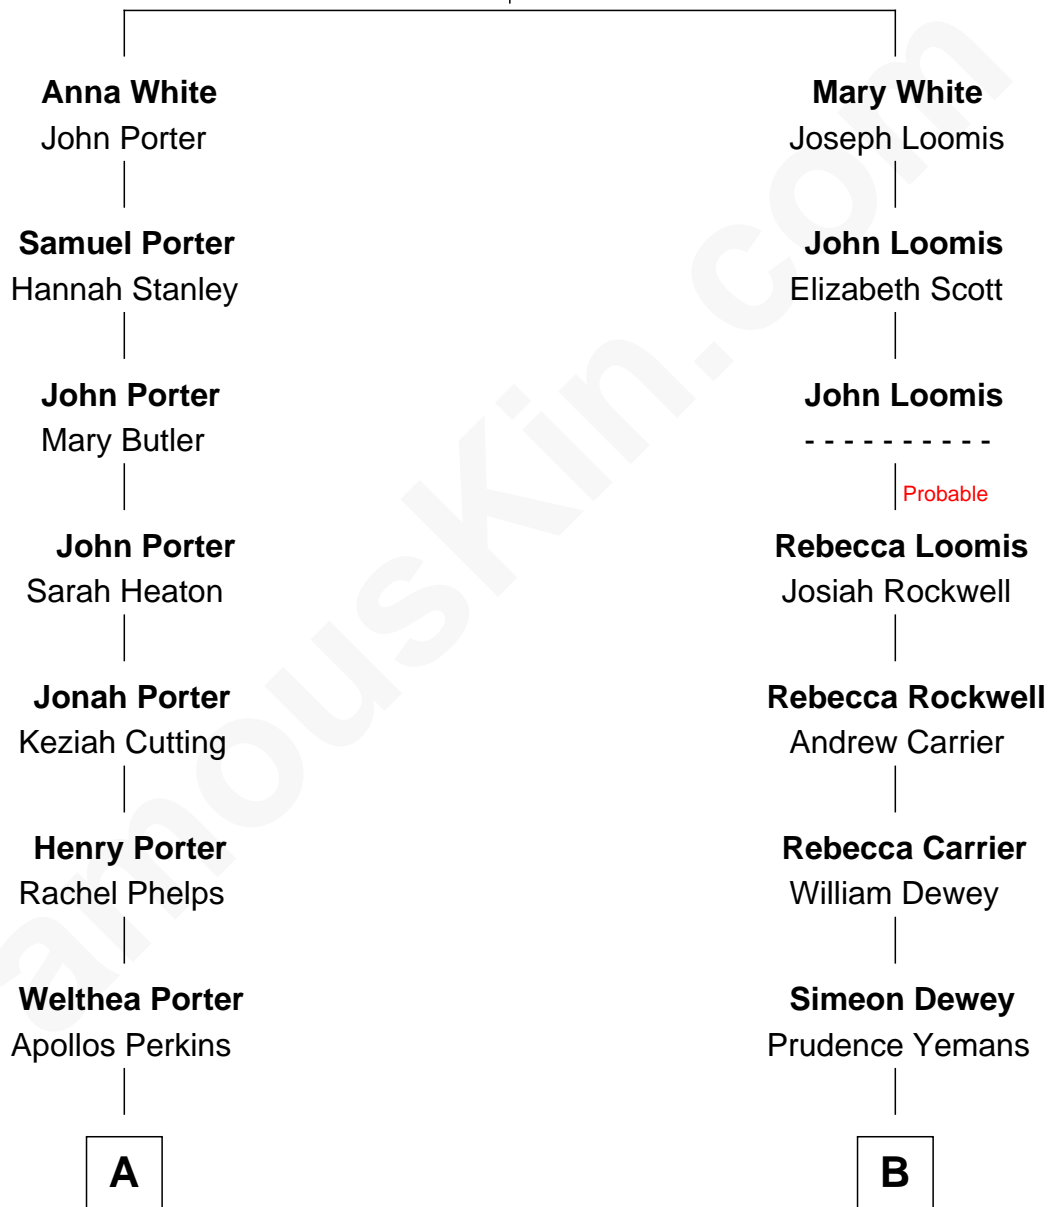 Anna White
John Porter
Samuel Porter
Hannah Stanley
John Porter
Mary Butler
John Porter
Sarah Heaton
Jonah Porter
Keziah Cutting
Henry Porter
Rachel Phelps
Welthea Porter
Apollos Perkins
A
Mary White
Joseph Loomis
John Loomis
Elizabeth Scott
John Loomis
- - - - - - - - - -
Probable
Rebecca Loomis
Josiah Rockwell
Rebecca Rockwell
Andrew Carrier
Rebecca Carrier
William Dewey
Simeon Dewey
Prudence Yemans
B
amouskin.com